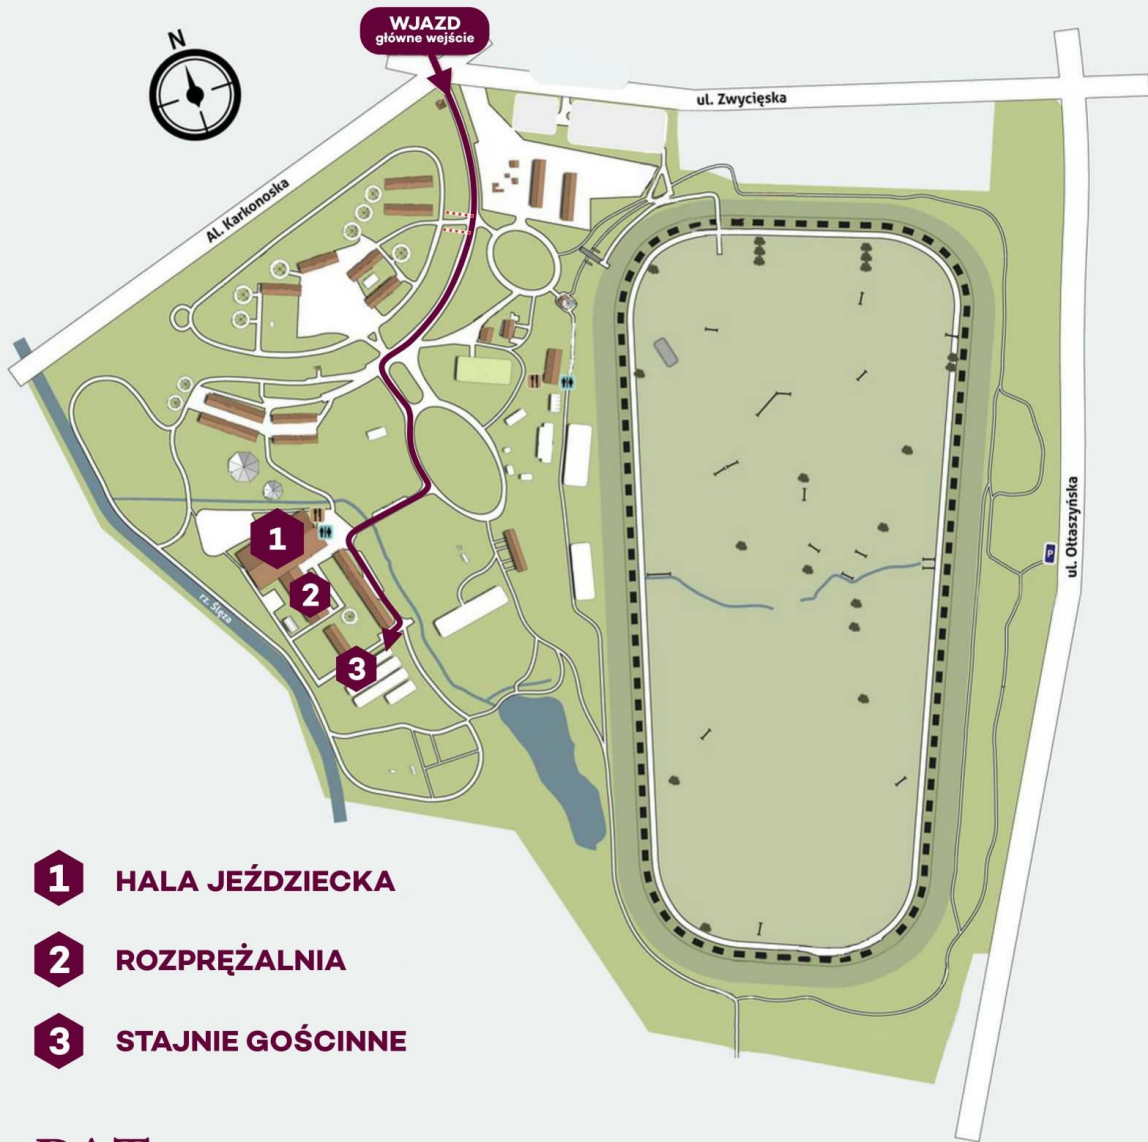 WJAZD
główne wejście
N
ul. Zwycięska
Al. Karkonoska
ul. Ołtaszyńska
P
1
2
rz. Ślęza
3
1 HALA JEŹDZIECKA
2 ROZPRĘŻALNIA
3 STAJNIE GOŚCINNE